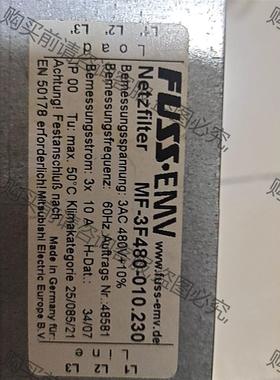 L1 L2 L3
Load
FUSS-EMV www.fuss-emv.de
Netzfilter MF-3F480-010.230
Bemessungsspannung: 3AC 480V+10%
Bemessungsfrequenz: 60Hz Auftrags Nr.:48581
Bemessungsstrom: 3x 10 A H-Dat.: 34/07
IP 00 Tu: max. 50°C Klimakategorie 25/085/21
Achtung! Festanschluß nach Made in Germany for
EN 50178 erforderlich! Mitsubishi Electric Europe B.V.
Line
L1 L2 L3